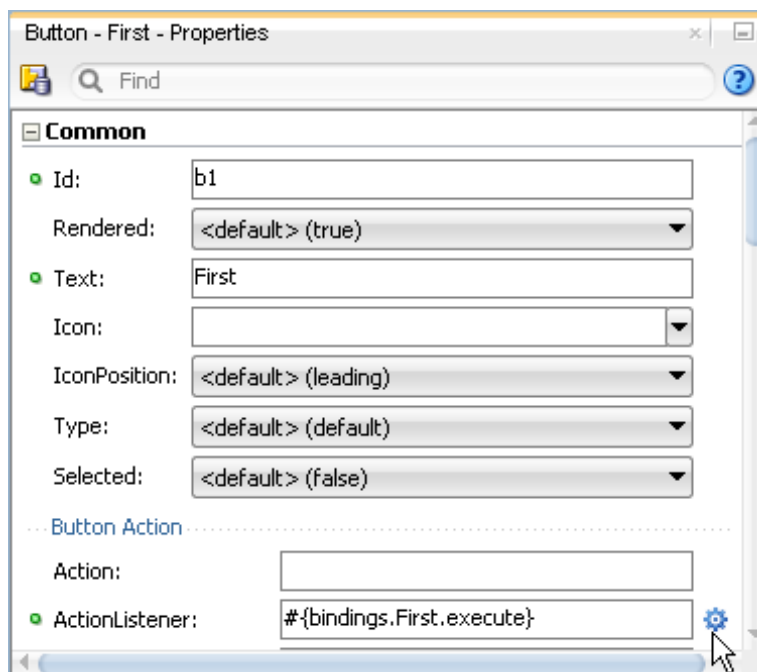 Button - First - Properties
Find
Common
Id: b1
Rendered: <default> (true)
Text: First
Icon:
IconPosition: <default> (leading)
Type: <default> (default)
Selected: <default> (false)
Button Action
Action:
ActionListener: #{bindings.First.execute}